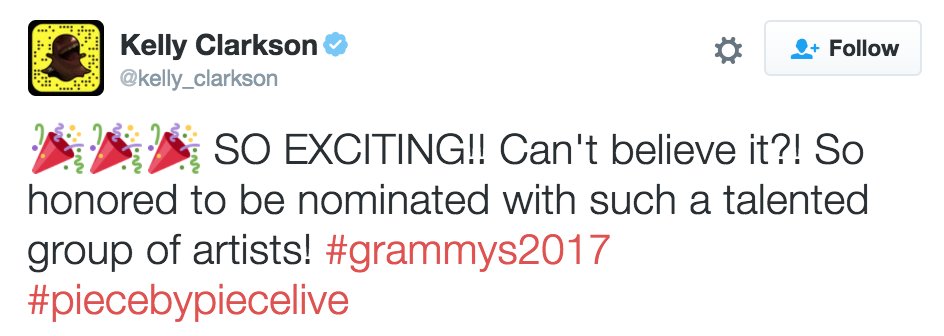 Kelly Clarkson
@kelly_clarkson
Follow
🎉🎉🎉 SO EXCITING!! Can't believe it?! So
honored to be nominated with such a talented
group of artists! #grammys2017
#piecebypiecelive